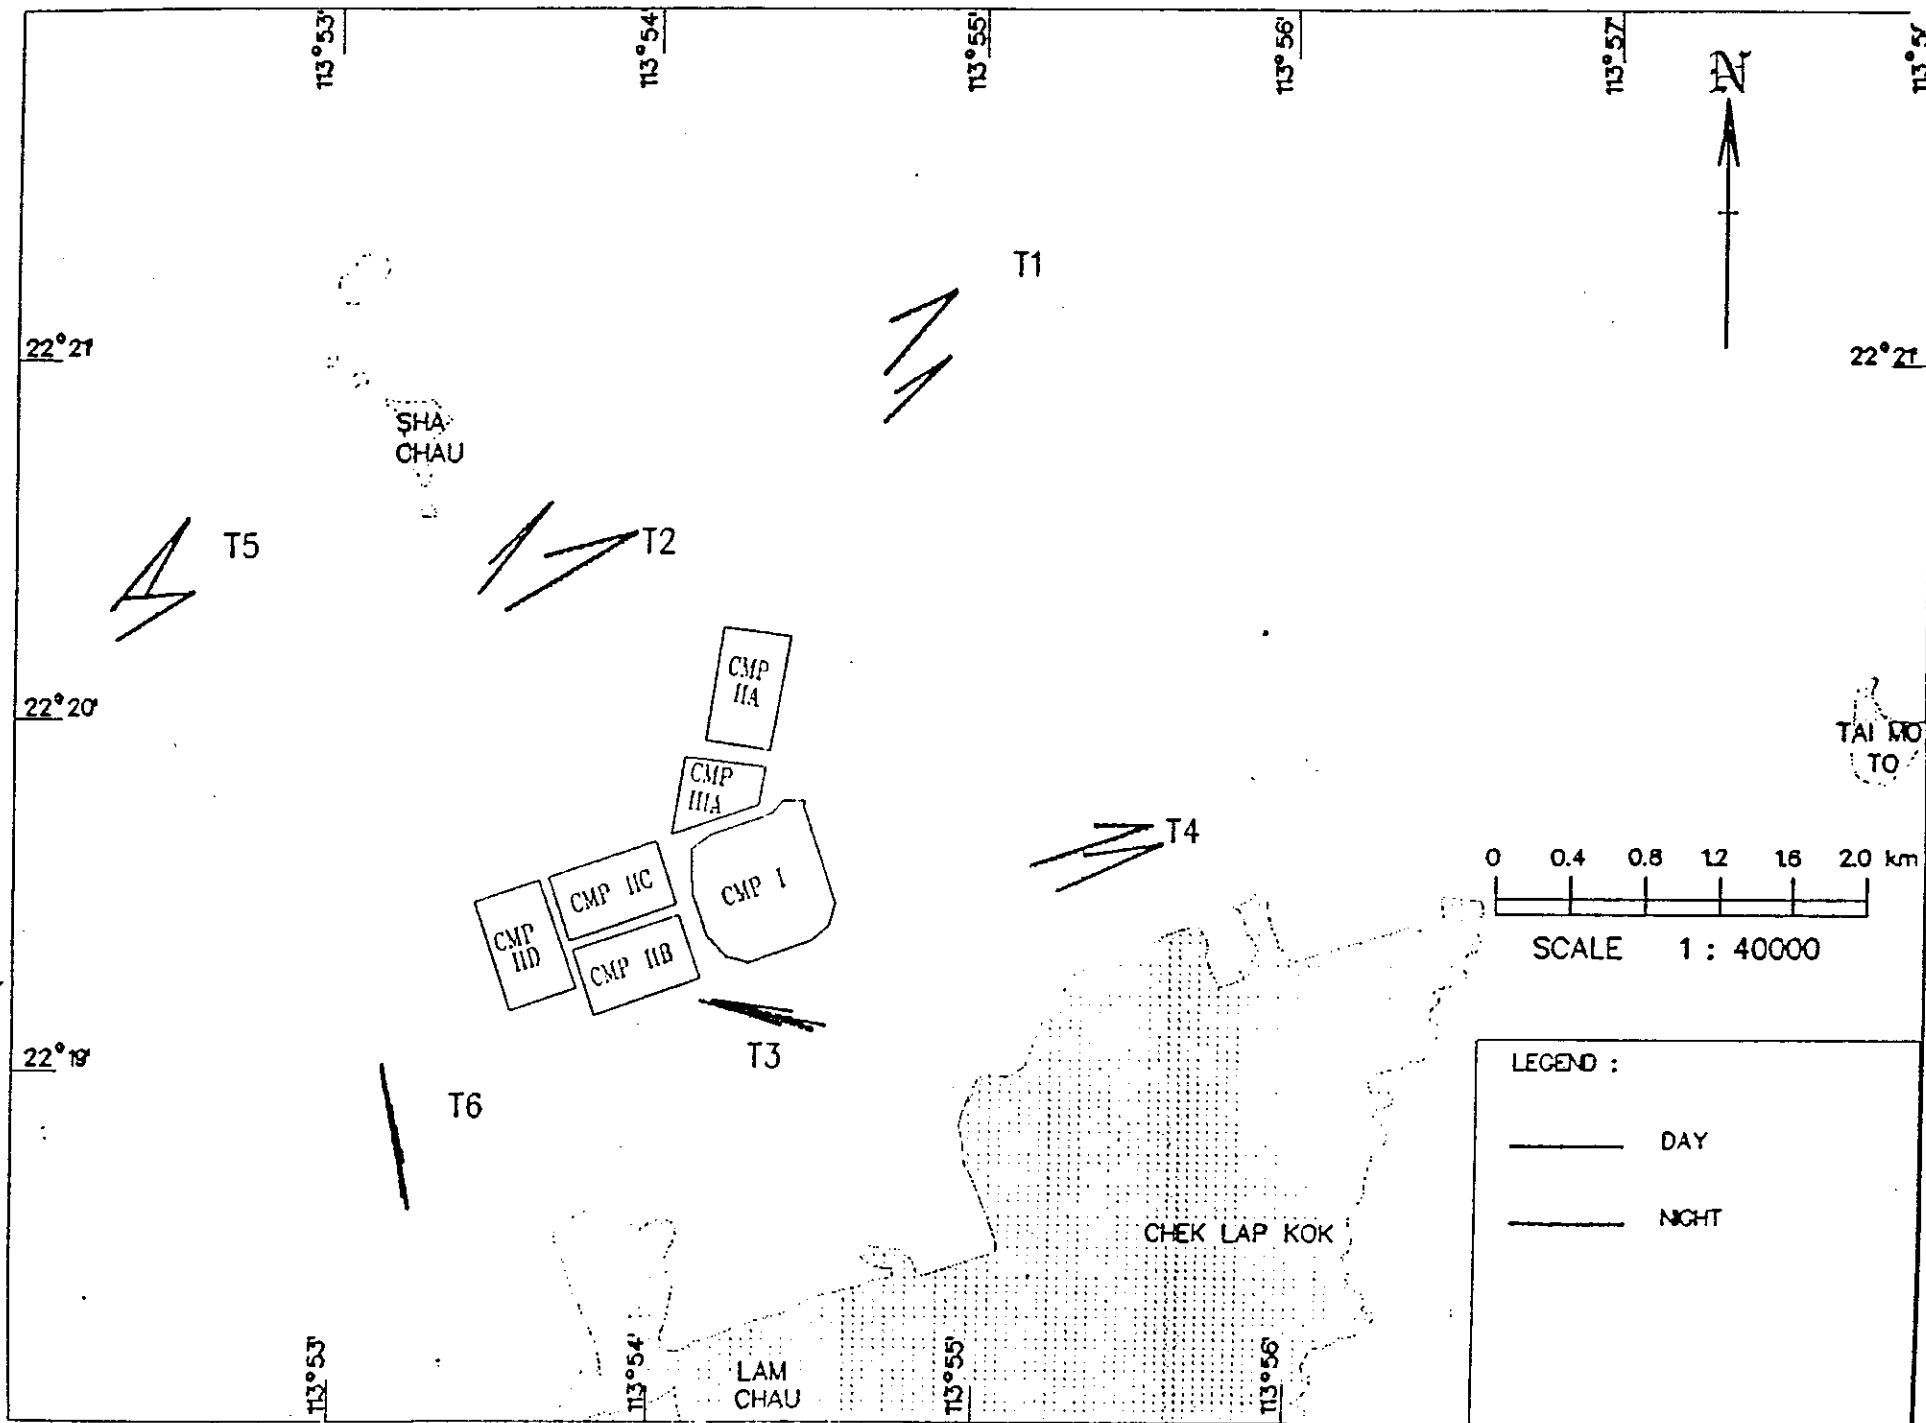 113°53'
113°54'
113°55'
113°56'
113°57'
N
T1
22°21'
22°21'
SHA
CHAU
T5
T2
CMP
IIA
22°20'
TAI MO
TO
CMP
IIIA
T4
0 0.4 0.8 1.2 1.6 2.0 km
CMP I
CMP IIC
SCALE 1 : 40000
CMP
IID
CMP IIB
T3
22°19'
LEGEND :
T6
DAY
NIGHT
CHEK LAP KOK
LAM
CHAU
113°53'
113°54'
113°55'
113°56'